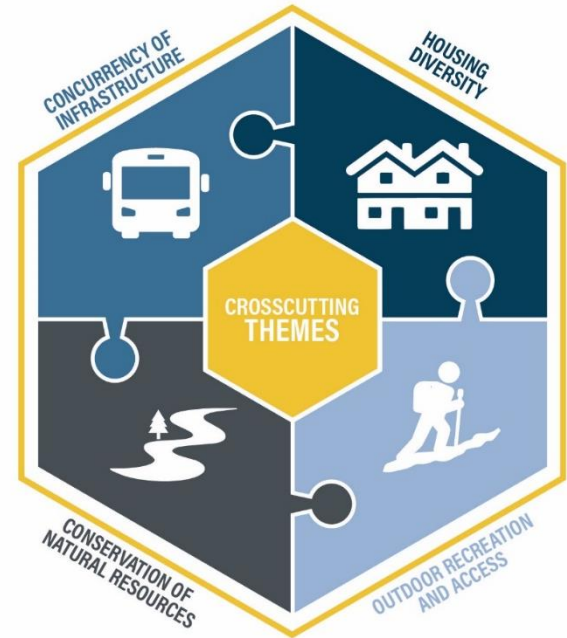 CONCURRENCY OF
INFRASTRUCTURE
HOUSING
DIVERSITY
CROSSCUTTING
THEMES
CONSERVATION OF
NATURAL RESOURCES
OUTDOOR RECREATION
AND ACCESS